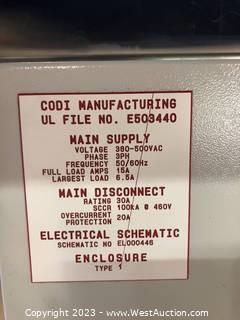 CODI MANUFACTURING
UL FILE NO. E503440
MAIN SUPPLY
VOLTAGE 380-500VAC
PHASE 3PH
FREQUENCY 50/60Hz
FULL LOAD AMPS 15A
LARGEST LOAD 6.5A
MAIN DISCONNECT
RATING 30A
SCCR 100kA @ 460V
OVERCURRENT PROTECTION 20A
ELECTRICAL SCHEMATIC
SCHEMATIC NO EL000446
ENCLOSURE
TYPE 1
Copyright © 2023 - www.WestAuction.com